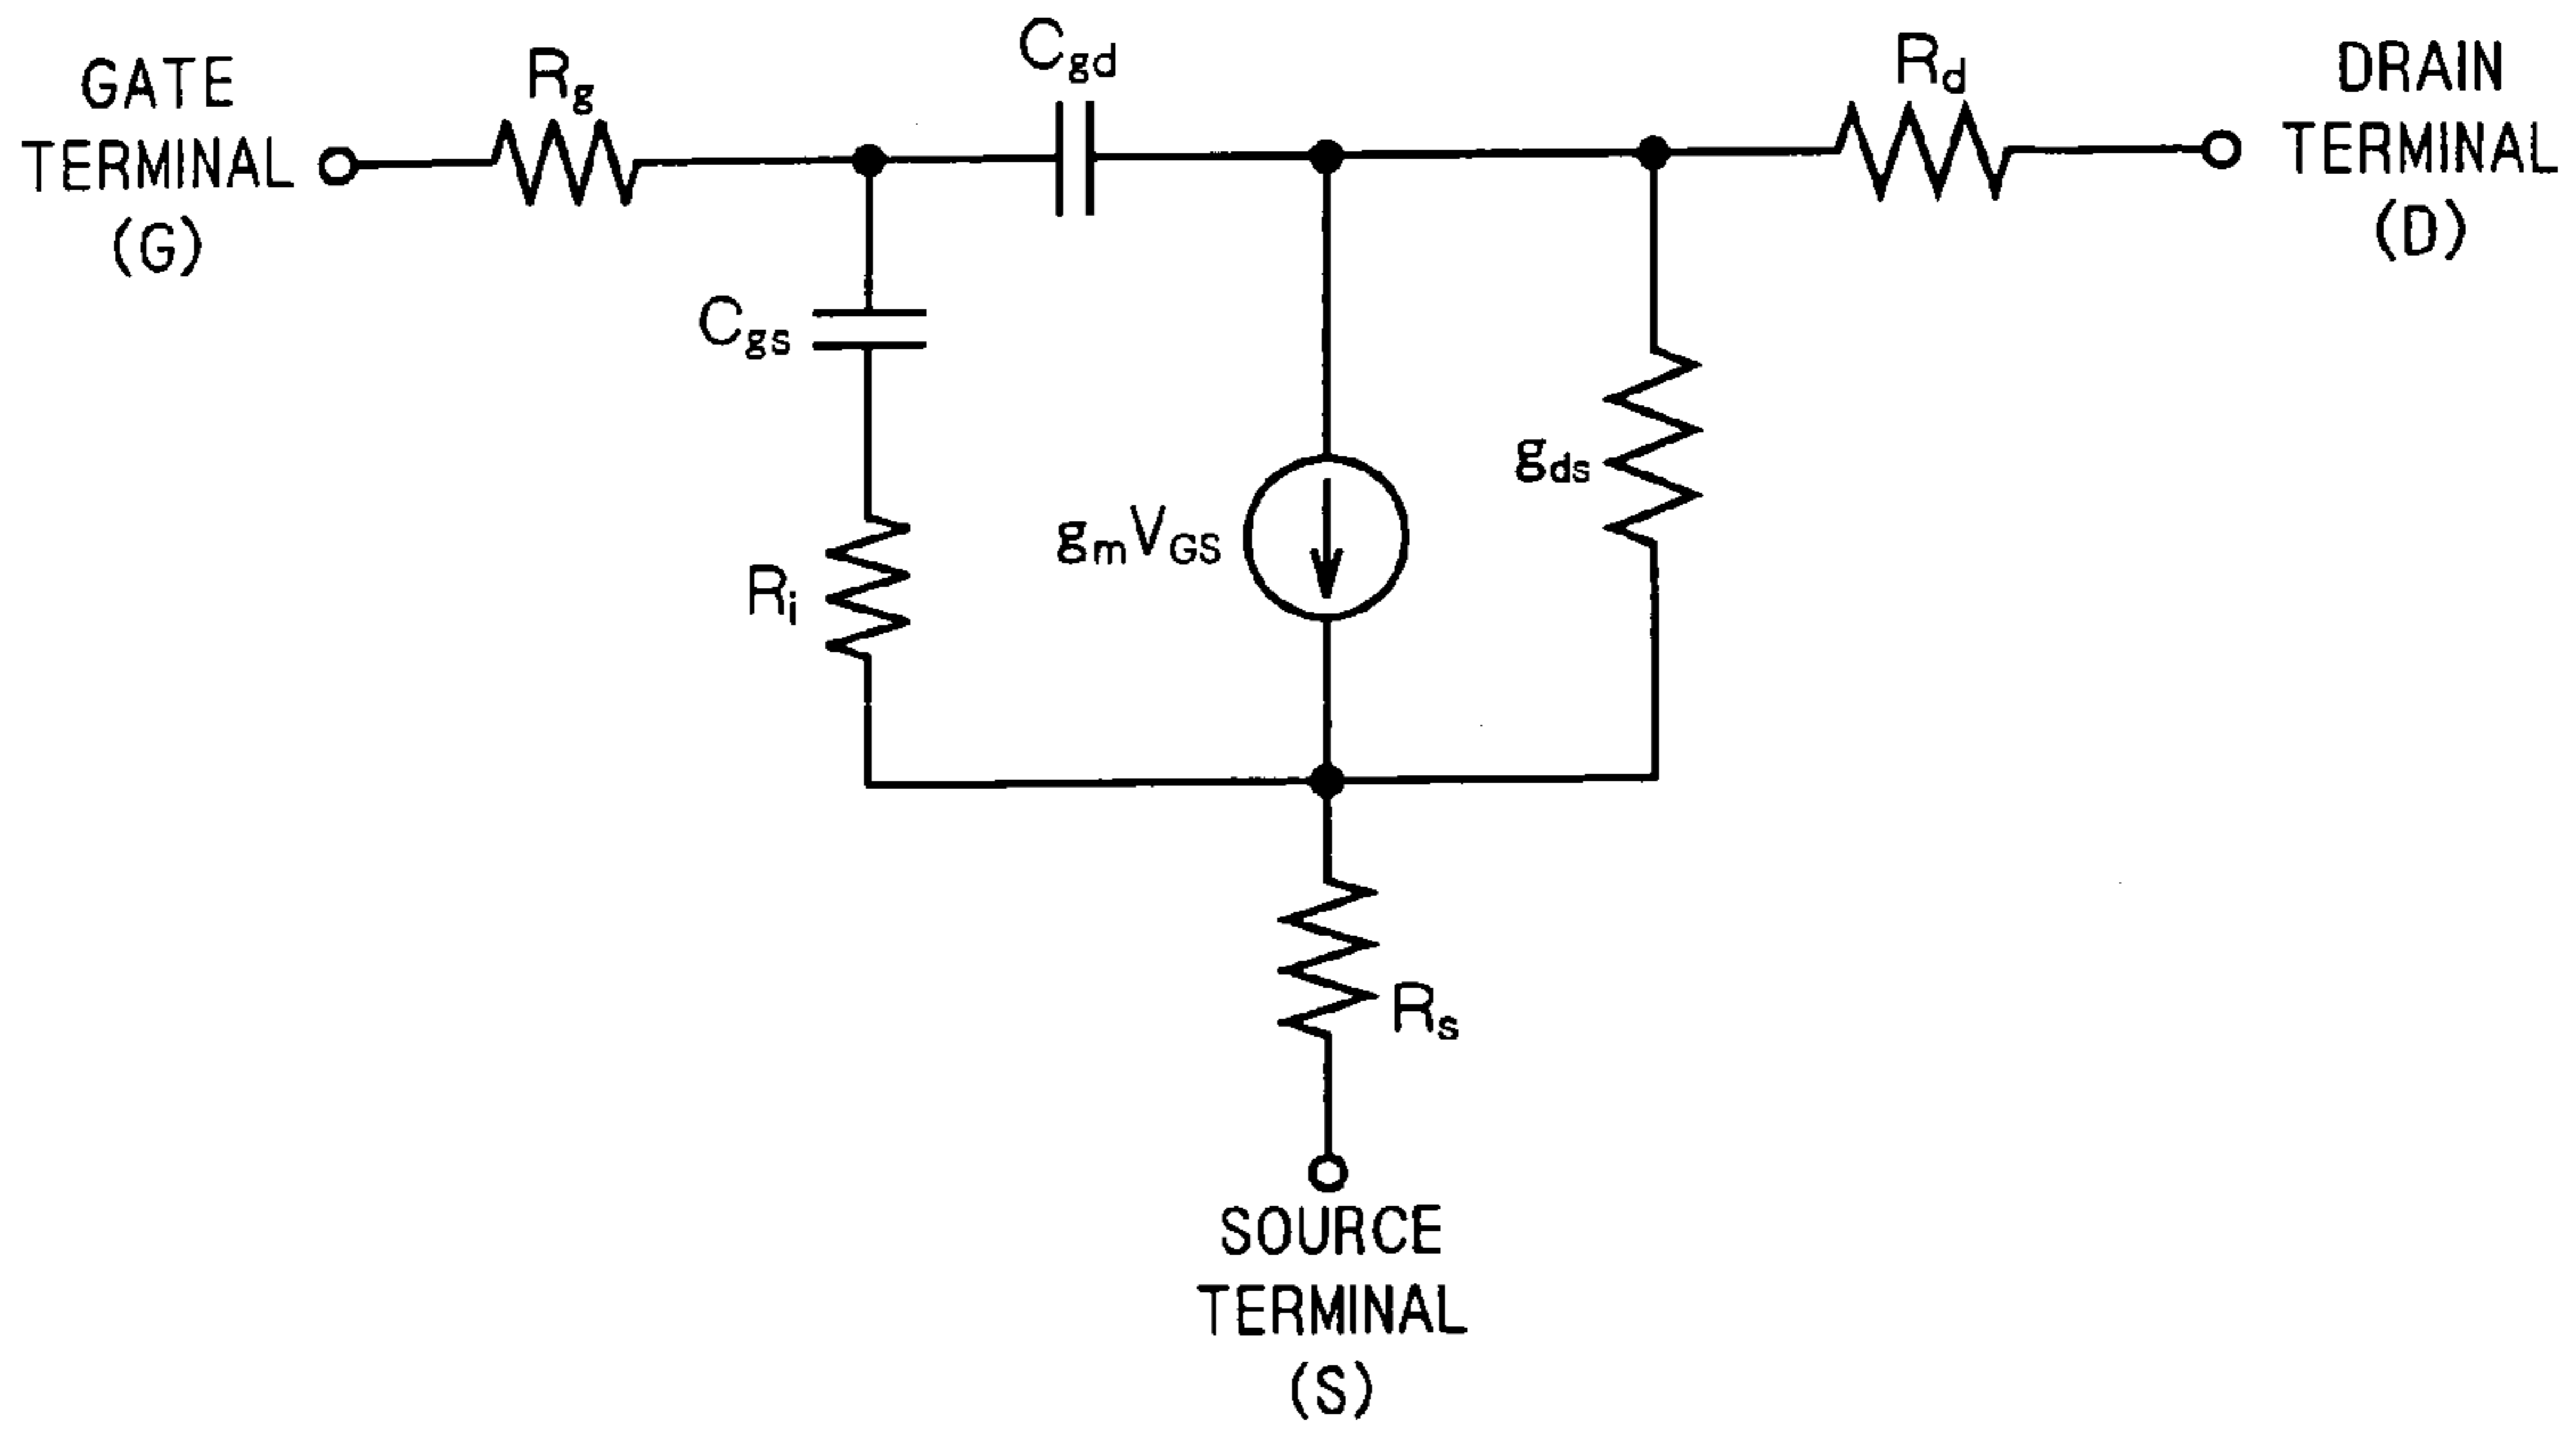 GATE
TERMINAL
(G)
Rg
Cgd
Rd
DRAIN
TERMINAL
(D)
Cgs
Ri
gmVGS
gds
Rs
SOURCE
TERMINAL
(S)